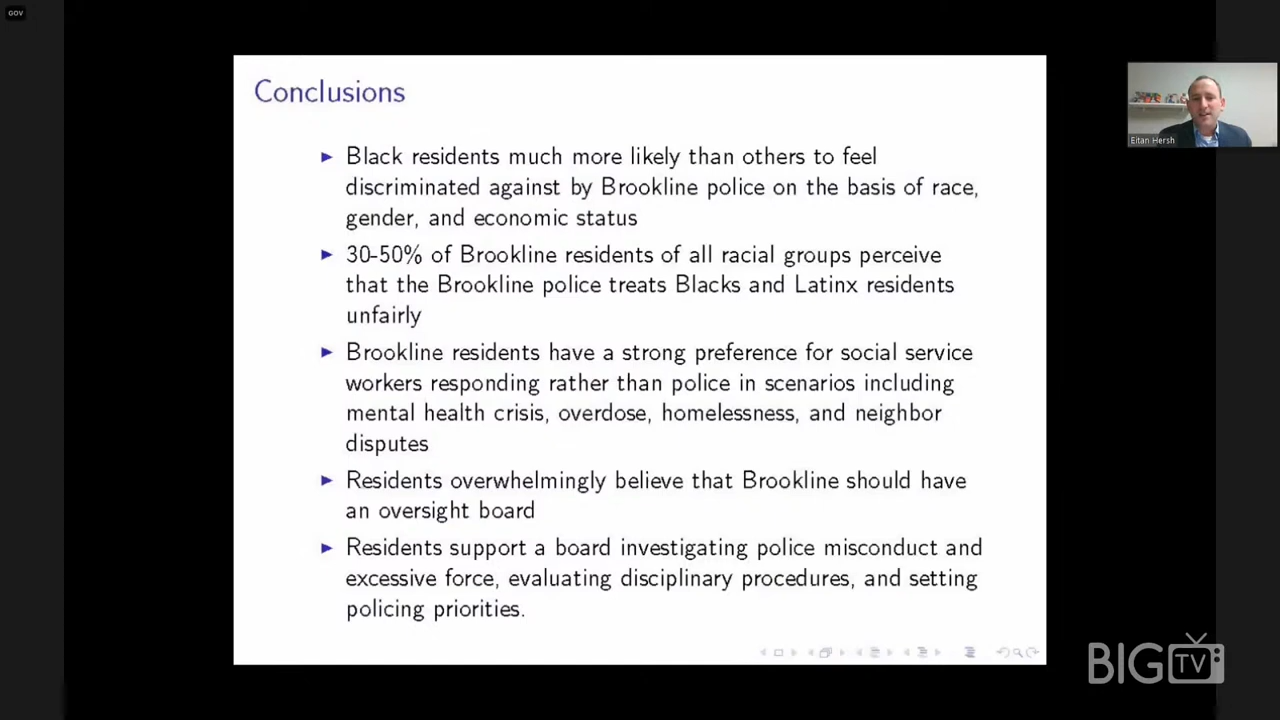 GOV
Conclusions
Black residents much more likely than others to feel
discriminated against by Brookline police on the basis of race,
gender, and economic status
30-50% of Brookline residents of all racial groups perceive
that the Brookline police treats Blacks and Latinx residents
unfairly
Brookline residents have a strong preference for social service
workers responding rather than police in scenarios including
mental health crisis, overdose, homelessness, and neighbor
disputes
Residents overwhelmingly believe that Brookline should have
an oversight board
Residents support a board investigating police misconduct and
excessive force, evaluating disciplinary procedures, and setting
policing priorities.
Eitan Hersh
BIG TV